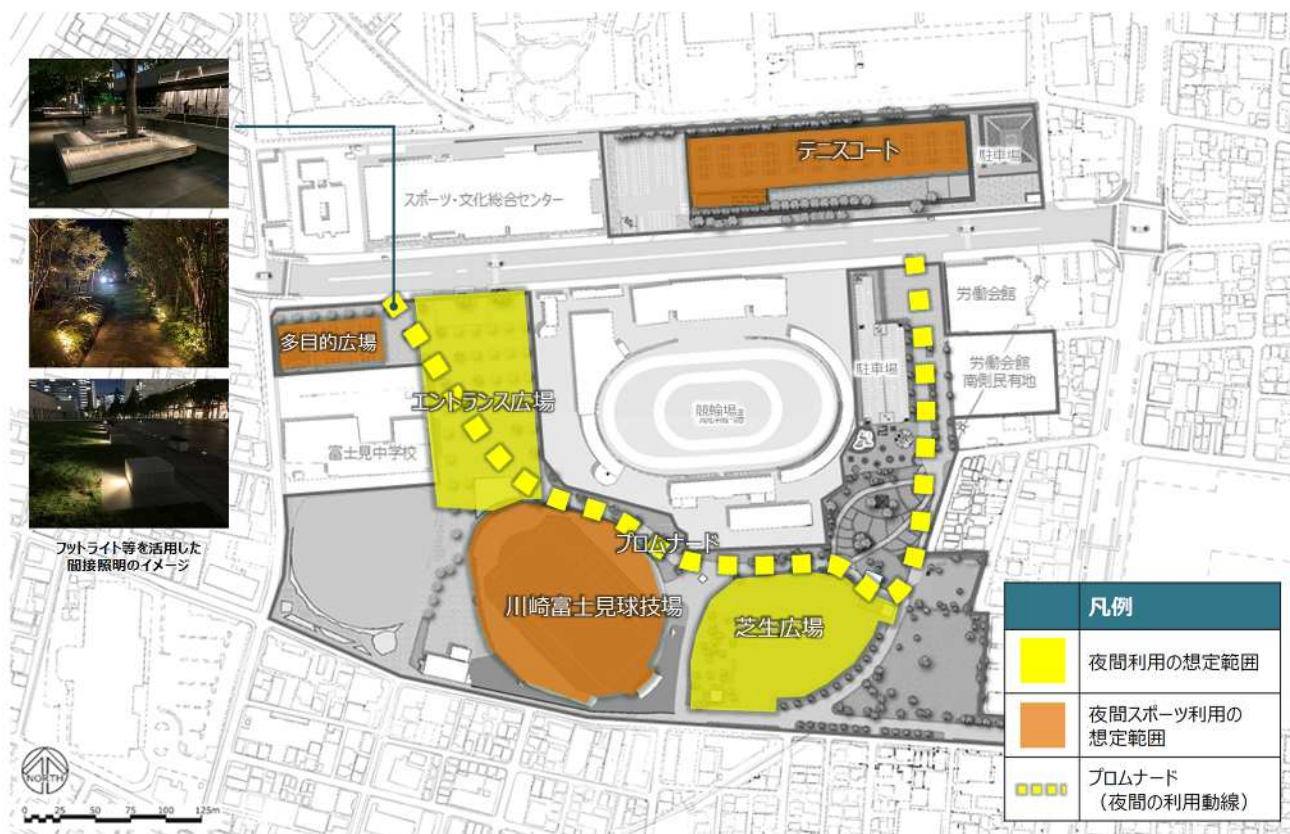 テニスコート
駐車場
スポーツ・文化総合センター
労働会館
多目的広場
駐車場
労働会館
南側民有地
エントランス広場
競輪場
富士見中学校
フットライト等を活用した
間接照明のイメージ
プロムナード
川崎富士見球技場
芝生広場
凡例
夜間利用の想定範囲
夜間スポーツ利用の
想定範囲
プロムナード
(夜間の利用動線)
NORTH
0 25 50 75 100 125m